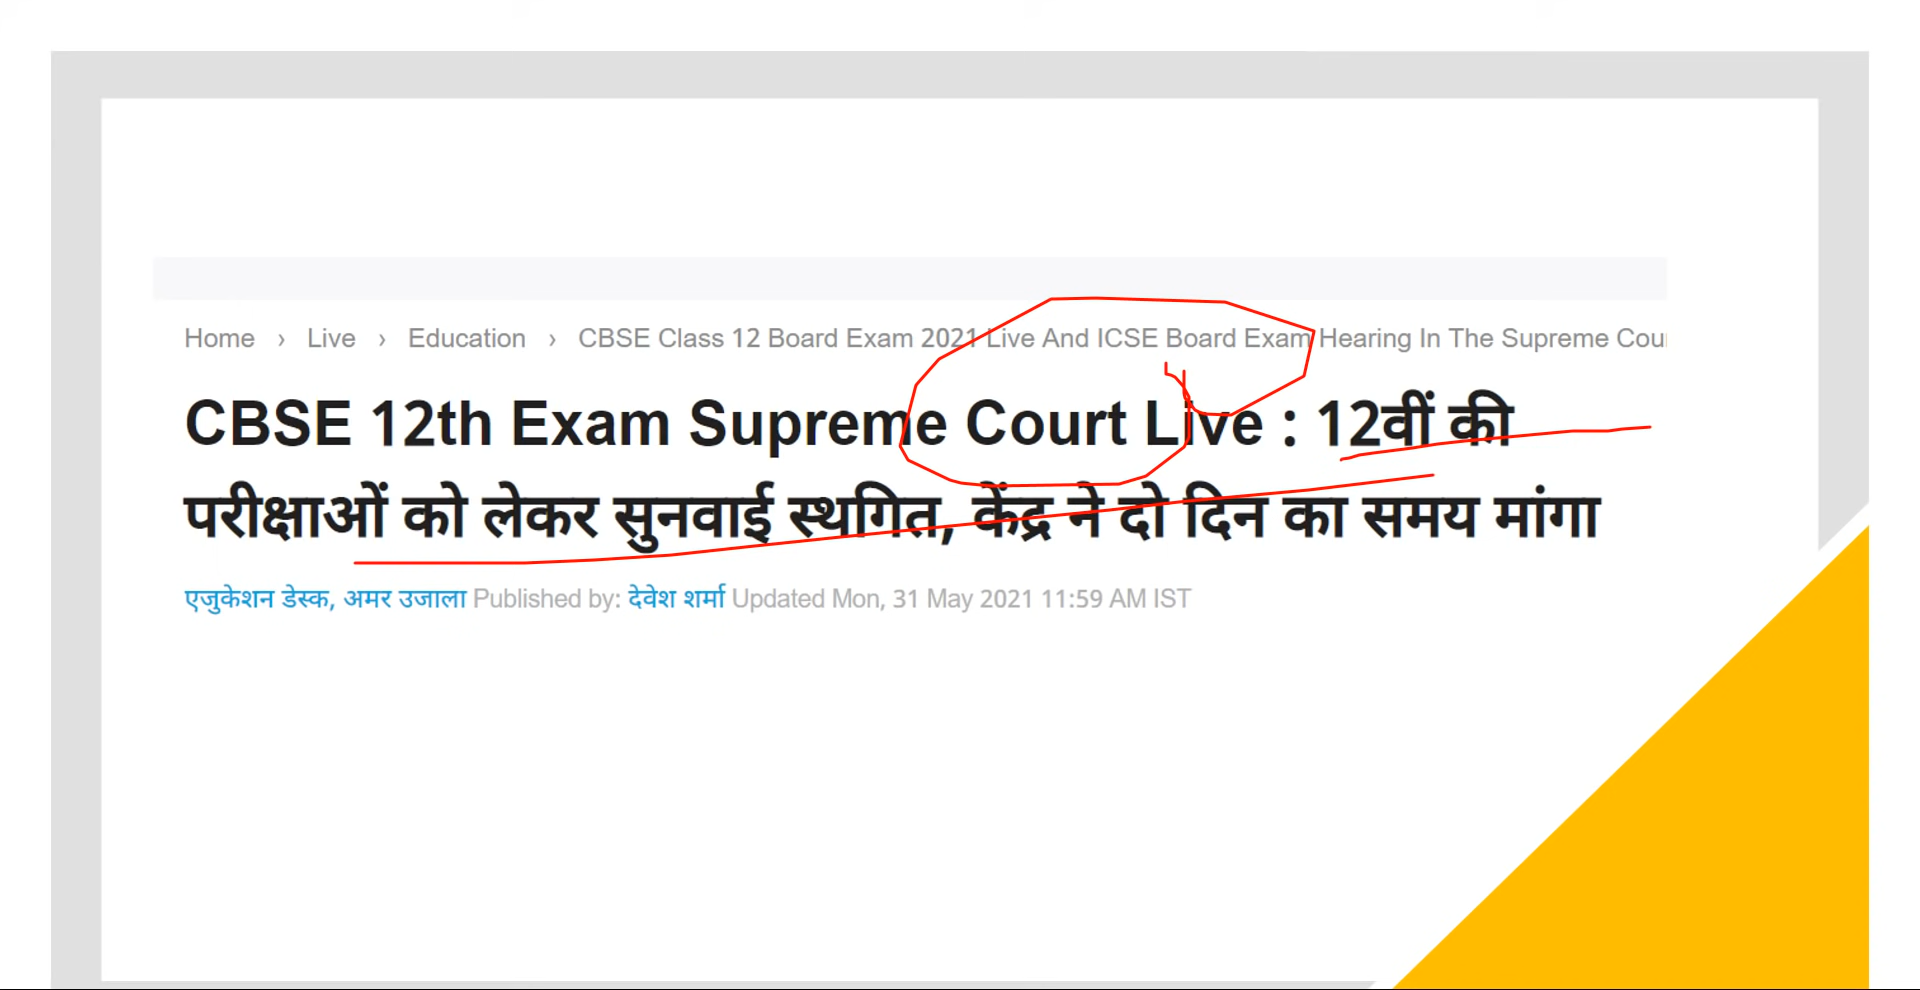 Home › Live › Education › CBSE Class 12 Board Exam 2021 Live And ICSE Board Exam Hearing In The Supreme Cou
CBSE 12th Exam Supreme Court Live : 12वीं की
परीक्षाओं को लेकर सुनवाई स्थगित, केंद्र ने दो दिन का समय मांगा
एजुकेशन डेस्क, अमर उजाला Published by: देवेश शर्मा Updated Mon, 31 May 2021 11:59 AM IST